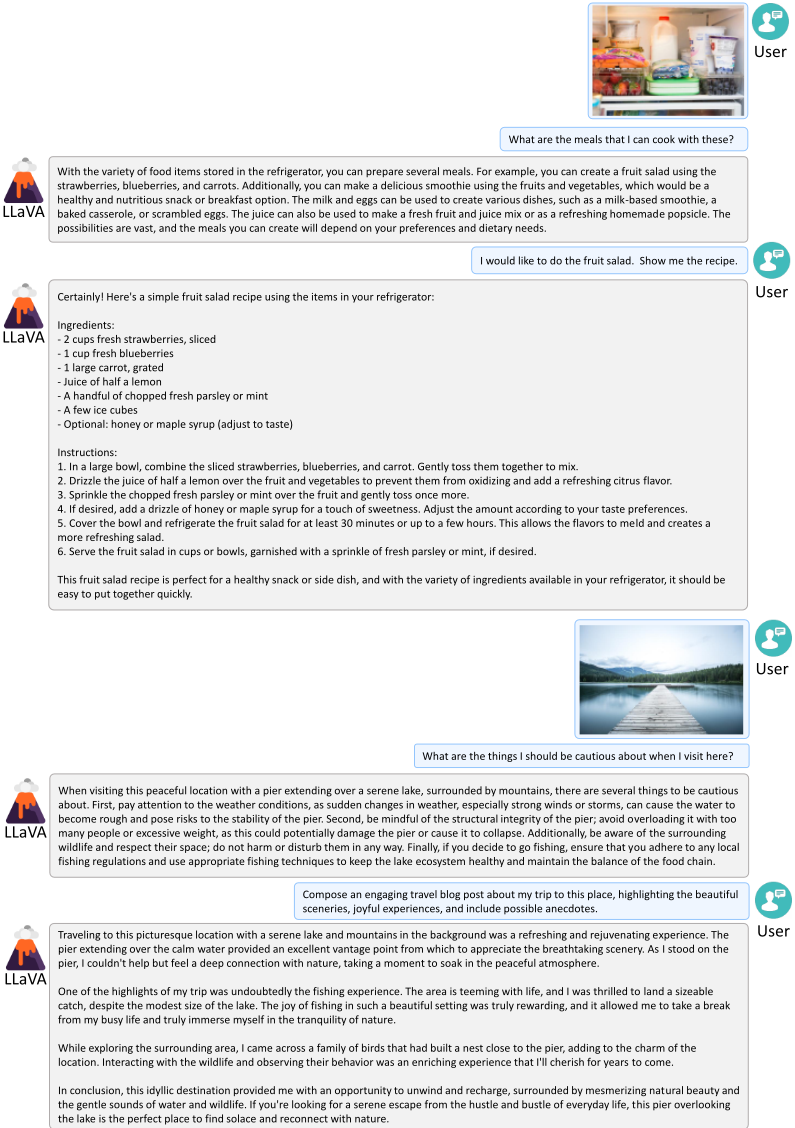 User
What are the meals that I can cook with these?
LLaVA
With the variety of food items stored in the refrigerator, you can prepare several meals. For example, you can create a fruit salad using the
strawberries, blueberries, and carrots. Additionally, you can make a delicious smoothie using the fruits and vegetables, which would be a
healthy and nutritious snack or breakfast option. The milk and eggs can be used to create various dishes, such as a milk-based smoothie, a
baked casserole, or scrambled eggs. The juice can also be used to make a fresh fruit and juice mix or as a refreshing homemade popsicle. The
possibilities are vast, and the meals you can create will depend on your preferences and dietary needs.
I would like to do the fruit salad. Show me the recipe.
User
LLaVA
Certainly! Here's a simple fruit salad recipe using the items in your refrigerator:
Ingredients:
- 2 cups fresh strawberries, sliced
- 1 cup fresh blueberries
- 1 large carrot, grated
- Juice of half a lemon
- A handful of chopped fresh parsley or mint
- A few ice cubes
- Optional: honey or maple syrup (adjust to taste)
Instructions:
1. In a large bowl, combine the sliced strawberries, blueberries, and carrot. Gently toss them together to mix.
2. Drizzle the juice of half a lemon over the fruit and vegetables to prevent them from oxidizing and add a refreshing citrus flavor.
3. Sprinkle the chopped fresh parsley or mint over the fruit and gently toss once more.
4. If desired, add a drizzle of honey or maple syrup for a touch of sweetness. Adjust the amount according to your taste preferences.
5. Cover the bowl and refrigerate the fruit salad for at least 30 minutes or up to a few hours. This allows the flavors to meld and creates a
more refreshing salad.
6. Serve the fruit salad in cups or bowls, garnished with a sprinkle of fresh parsley or mint, if desired.
This fruit salad recipe is perfect for a healthy snack or side dish, and with the variety of ingredients available in your refrigerator, it should be
easy to put together quickly.
User
What are the things I should be cautious about when I visit here?
LLaVA
When visiting this peaceful location with a pier extending over a serene lake, surrounded by mountains, there are several things to be cautious
about. First, pay attention to the weather conditions, as sudden changes in weather, especially strong winds or storms, can cause the water to
become rough and pose risks to the stability of the pier. Second, be mindful of the structural integrity of the pier; avoid overloading it with too
many people or excessive weight, as this could potentially damage the pier or cause it to collapse. Additionally, be aware of the surrounding
wildlife and respect their space; do not harm or disturb them in any way. Finally, if you decide to go fishing, ensure that you adhere to any local
fishing regulations and use appropriate fishing techniques to keep the lake ecosystem healthy and maintain the balance of the food chain.
Compose an engaging travel blog post about my trip to this place, highlighting the beautiful
sceneries, joyful experiences, and include possible anecdotes.
User
LLaVA
Traveling to this picturesque location with a serene lake and mountains in the background was a refreshing and rejuvenating experience. The
pier extending over the calm water provided an excellent vantage point from which to appreciate the breathtaking scenery. As I stood on the
pier, I couldn't help but feel a deep connection with nature, taking a moment to soak in the peaceful atmosphere.
One of the highlights of my trip was undoubtedly the fishing experience. The area is teeming with life, and I was thrilled to land a sizeable
catch, despite the modest size of the lake. The joy of fishing in such a beautiful setting was truly rewarding, and it allowed me to take a break
from my busy life and truly immerse myself in the tranquility of nature.
While exploring the surrounding area, I came across a family of birds that had built a nest close to the pier, adding to the charm of the
location. Interacting with the wildlife and observing their behavior was an enriching experience that I'll cherish for years to come.
In conclusion, this idyllic destination provided me with an opportunity to unwind and recharge, surrounded by mesmerizing natural beauty and
the gentle sounds of water and wildlife. If you're looking for a serene escape from the hustle and bustle of everyday life, this pier overlooking
the lake is the perfect place to find solace and reconnect with nature.